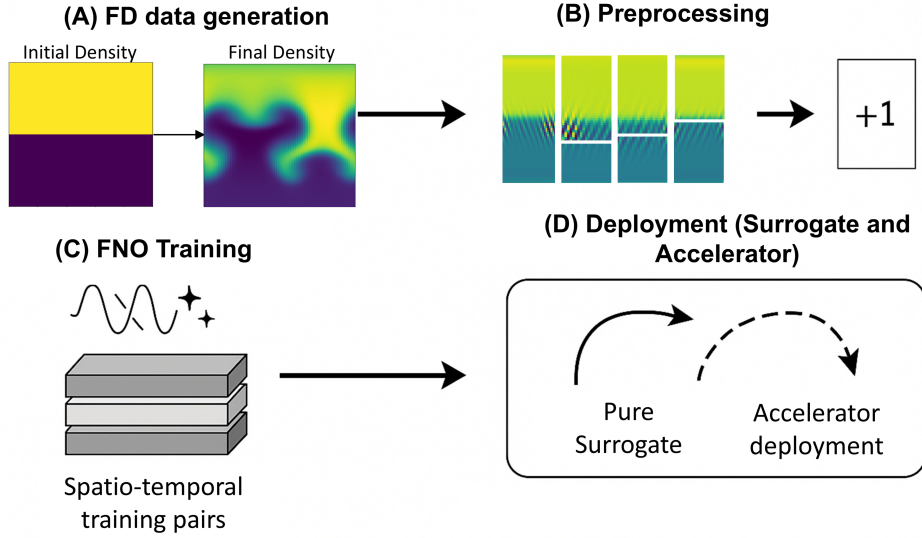 (A) FD data generation
Initial Density
Final Density
(B) Preprocessing
+1
(C) FNO Training
Spatio-temporal
training pairs
(D) Deployment (Surrogate and
Accelerator)
Pure
Surrogate
Accelerator
deployment